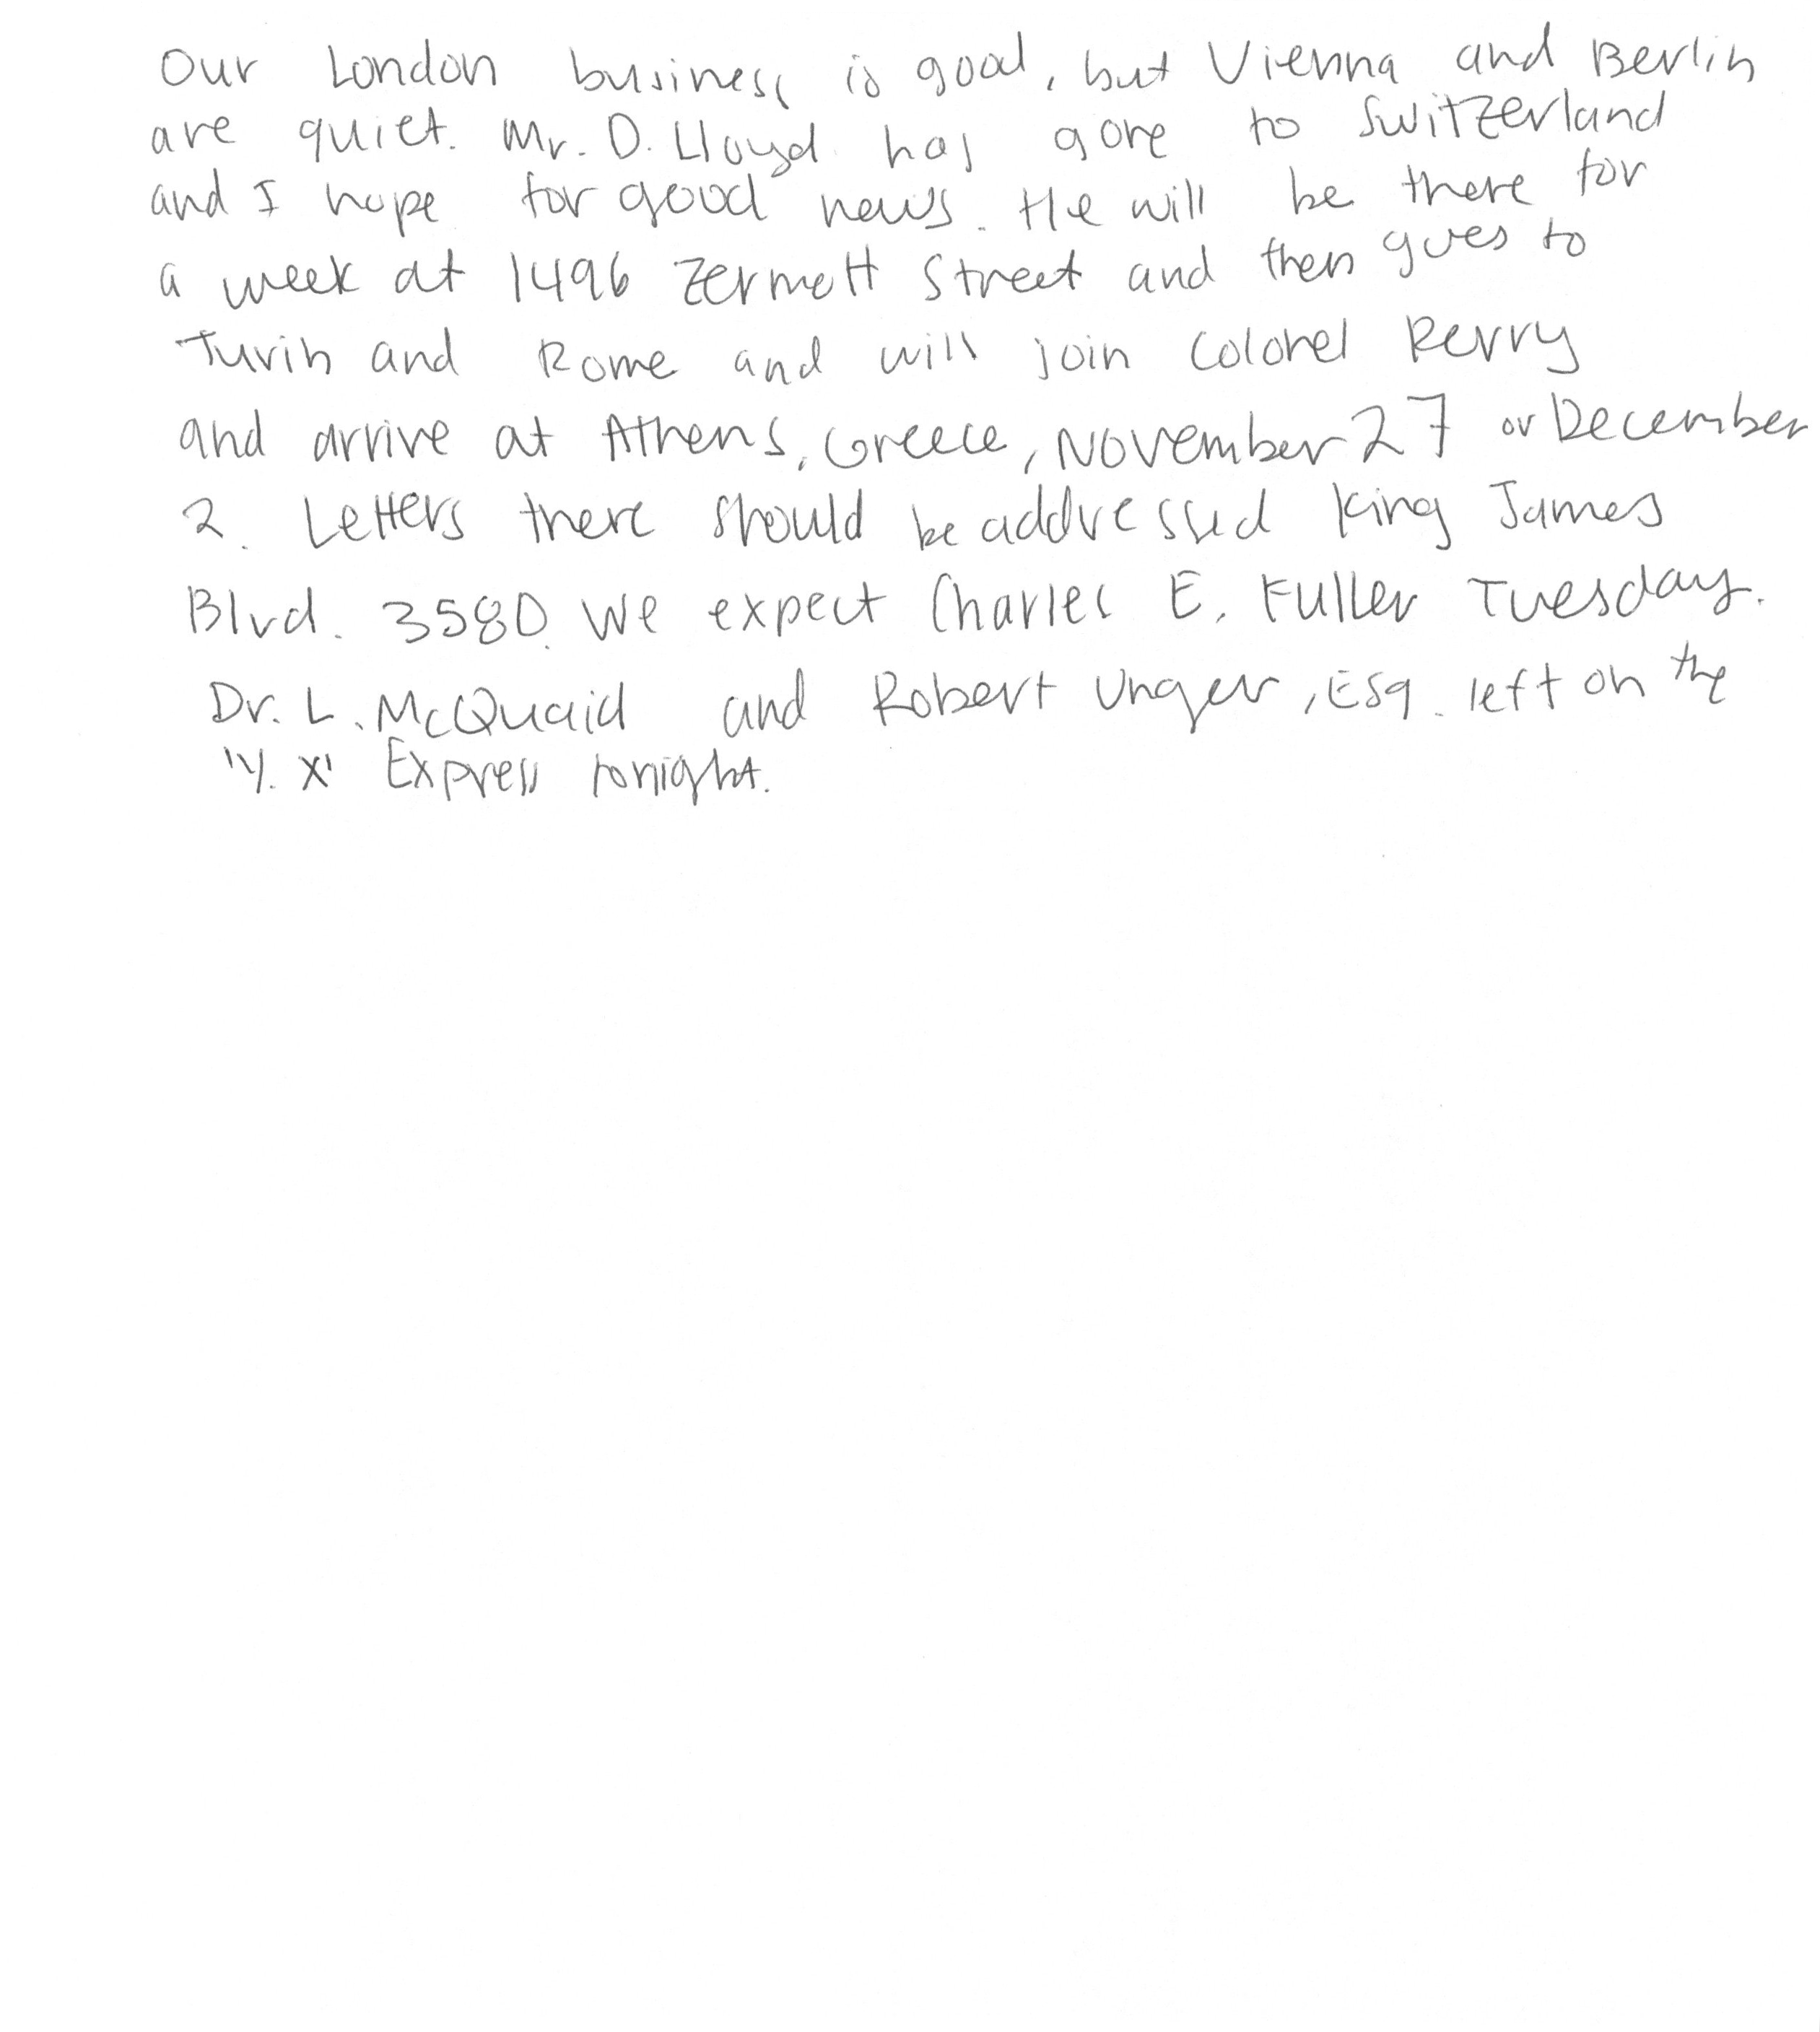 Our London business is good, but Vienna and Berlin
are quiet. Mr. D. Lloyd has gone to Switzerland
and I hope for good news. He will be there for
a week at 1496 Zermott Street and then goes to
Turin and Rome and will join Colonel Perry
and arrive at Athens, Greece, November 27 or December
2. Letters there should be addressed King James
Blvd. 3580. We expect Charles E. Fuller Tuesday.
Dr. L. McQuaid and Robert Unger, Esq. left on the
'Y. X' Express tonight.